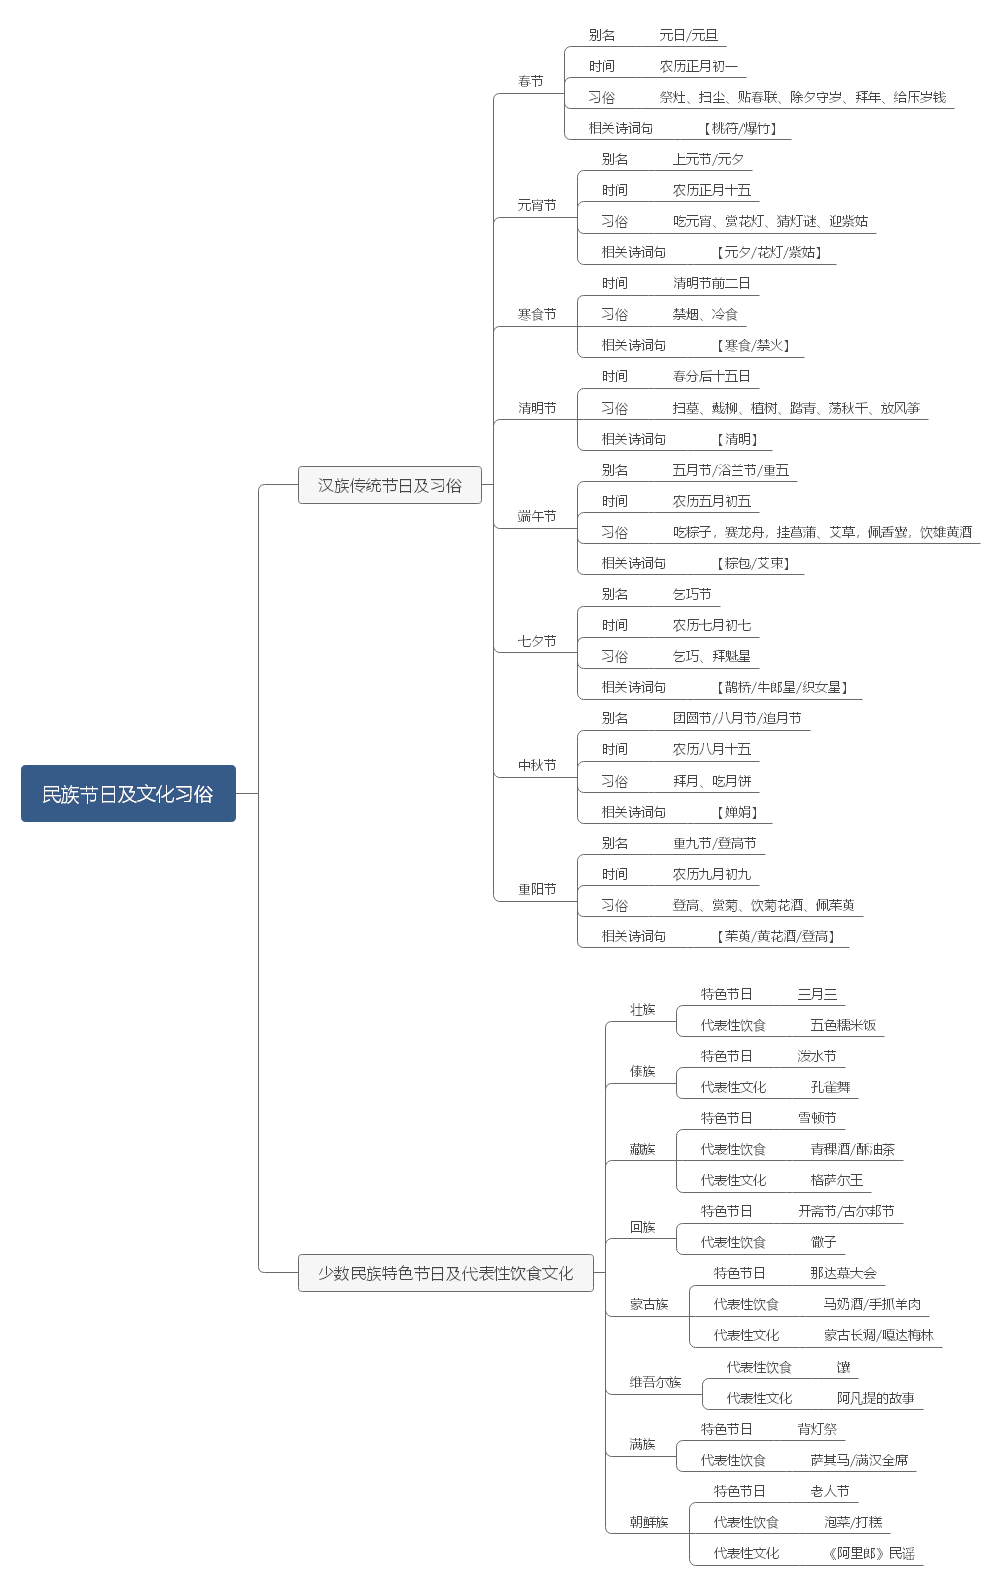 民族节日及文化习俗
汉族传统节日及习俗
春节
别名 元日/元旦
时间 农历正月初一
习俗 祭灶、扫尘、贴春联、除夕守岁、拜年、给压岁钱
相关诗词句 【桃符/爆竹】
元宵节
别名 上元节/元夕
时间 农历正月十五
习俗 吃元宵、赏花灯、猜灯谜、迎紫姑
相关诗词句 【元夕/花灯/紫姑】
寒食节
时间 清明节前二日
习俗 禁烟、冷食
相关诗词句 【寒食/禁火】
清明节
时间 春分后十五日
习俗 扫墓、戴柳、植树、踏青、荡秋千、放风筝
相关诗词句 【清明】
端午节
别名 五月节/浴兰节/重五
时间 农历五月初五
习俗 吃粽子，赛龙舟，挂菖蒲、艾草，佩香囊，饮雄黄酒
相关诗词句 【粽包/艾束】
七夕节
别名 乞巧节
时间 农历七月初七
习俗 乞巧、拜魁星
相关诗词句 【鹊桥/牛郎星/织女星】
中秋节
别名 团圆节/八月节/追月节
时间 农历八月十五
习俗 拜月、吃月饼
相关诗词句 【婵娟】
重阳节
别名 重九节/登高节
时间 农历九月初九
习俗 登高、赏菊、饮菊花酒、佩茱萸
相关诗词句 【茱萸/黄花酒/登高】
少数民族特色节日及代表性饮食文化
壮族
特色节日 三月三
代表性饮食 五色糯米饭
傣族
特色节日 泼水节
代表性文化 孔雀舞
藏族
特色节日 雪顿节
代表性饮食 青稞酒/酥油茶
代表性文化 格萨尔王
回族
特色节日 开斋节/古尔邦节
代表性饮食 馓子
蒙古族
特色节日 那达慕大会
代表性饮食 马奶酒/手抓羊肉
代表性文化 蒙古长调/嘎达梅林
维吾尔族
代表性饮食 馕
代表性文化 阿凡提的故事
满族
特色节日 背灯祭
代表性饮食 萨其马/满汉全席
朝鲜族
特色节日 老人节
代表性饮食 泡菜/打糕
代表性文化 《阿里郎》民谣